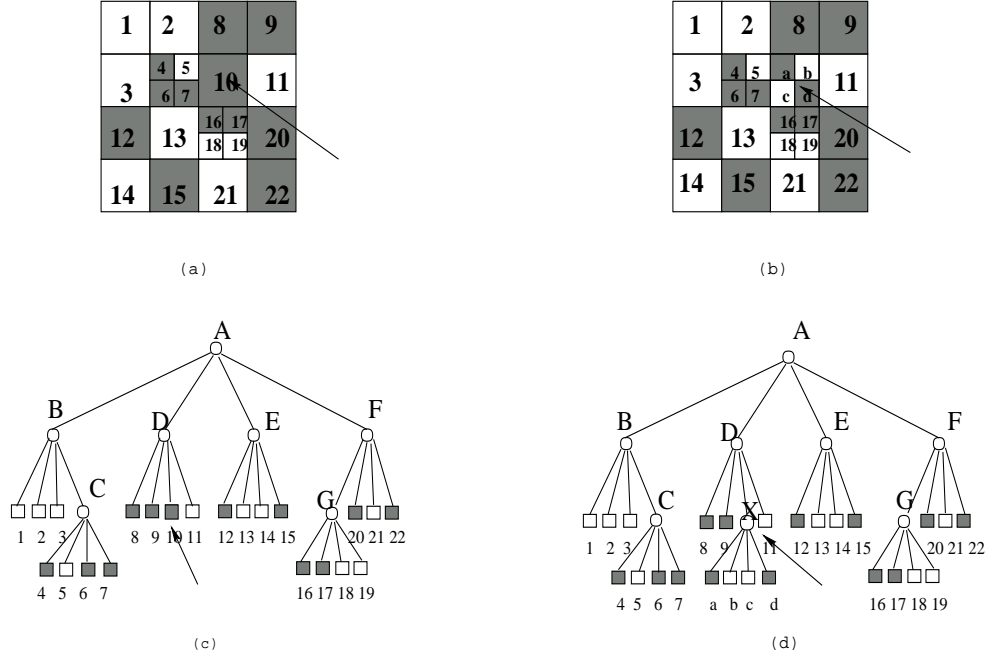 1 2 8 9
4 5
3 10 11
6 7
16 17
12 13 20
18 19
14 15 21 22
(a)
1 2 8 9
4 5 a b
3 11
6 7 c d
16 17
12 13 20
18 19
14 15 21 22
(b)
A
B D E F
C G
1 2 3 8 9 10 11 12 13 14 15 20 21 22
4 5 6 7 16 17 18 19
(c)
A
B D E F
C X G
1 2 3 8 9 11 12 13 14 15 20 21 22
4 5 6 7 a b c d 16 17 18 19
(d)